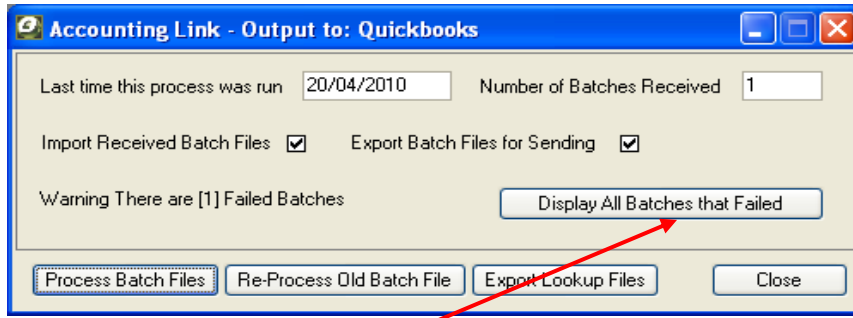 Accounting Link - Output to: Quickbooks
Last time this process was run 20/04/2010 Number of Batches Received 1
Import Received Batch Files Export Batch Files for Sending
Warning There are [1] Failed Batches Display All Batches that Failed
Process Batch Files Re-Process Old Batch File Export Lookup Files Close